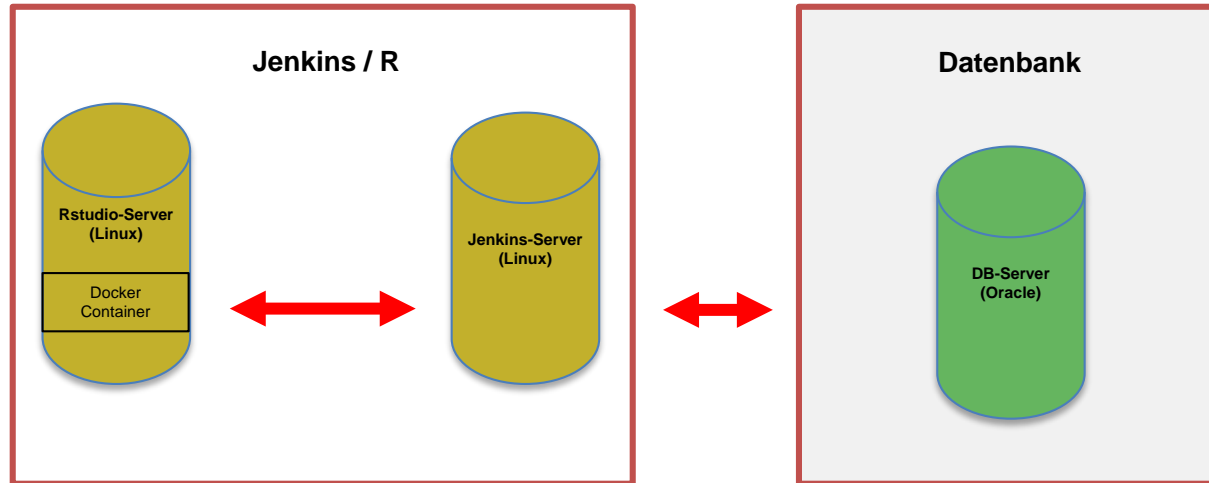 Jenkins / R
Datenbank
Rstudio-Server
(Linux)
Docker
Container
Jenkins-Server
(Linux)
DB-Server
(Oracle)